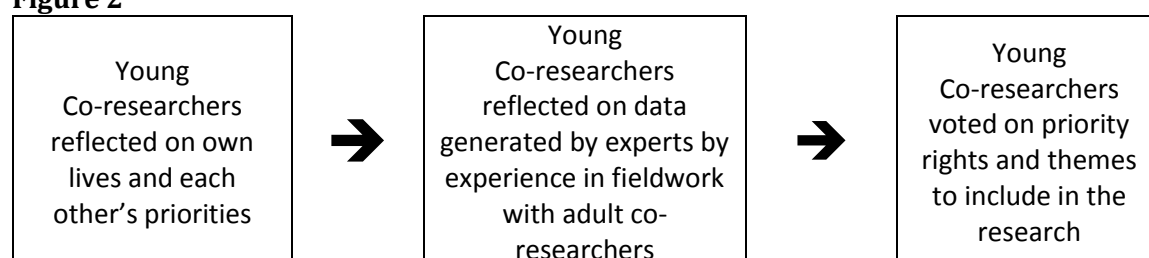 Figure 2
Young
Co-researchers
reflected on own
lives and each
other's priorities
Young
Co-researchers
reflected on data
generated by experts by
experience in fieldwork
with adult co-
researchers
Young
Co-researchers
voted on priority
rights and themes
to include in the
research